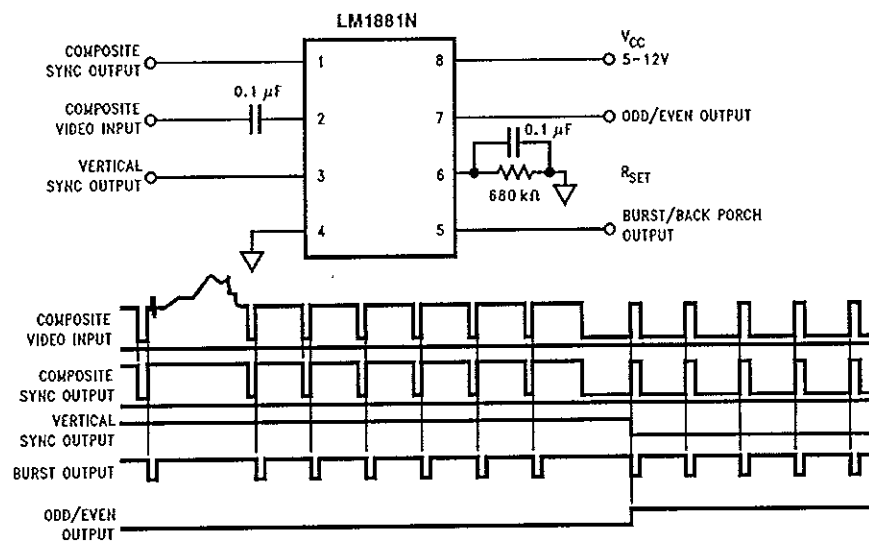 LM1881N
COMPOSITE
SYNC OUTPUT
1
8
VCC
5-12V
0.1 μF
COMPOSITE
VIDEO INPUT
2
7
ODD/EVEN OUTPUT
0.1 μF
VERTICAL
SYNC OUTPUT
3
6
680 kΩ
RSET
4
5
BURST/BACK PORCH
OUTPUT
COMPOSITE
VIDEO INPUT
COMPOSITE
SYNC OUTPUT
VERTICAL
SYNC OUTPUT
BURST OUTPUT
ODD/EVEN
OUTPUT